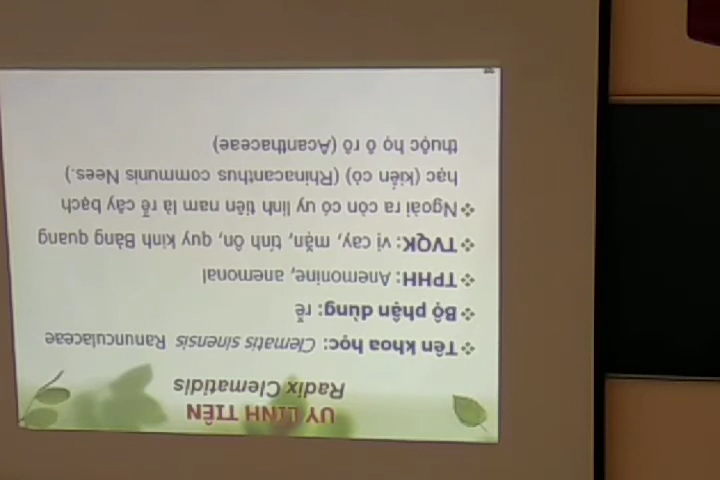 UY LINH TIÊN
Radix Clematidis
❖Tên khoa học: Clematis sinensis Ranunculaceae
❖Bộ phận dùng: rễ
❖TPHH: Anemonine, anemonal
❖TVQK: vị cay, mặn, tính ôn, quy kinh Bàng quang
❖Ngoài ra còn có uy linh tiên nam là rễ cây bạch
hạc (kiến cò) (Rhinacanthus communis Nees.)
thuộc họ ô rô (Acanthaceae)